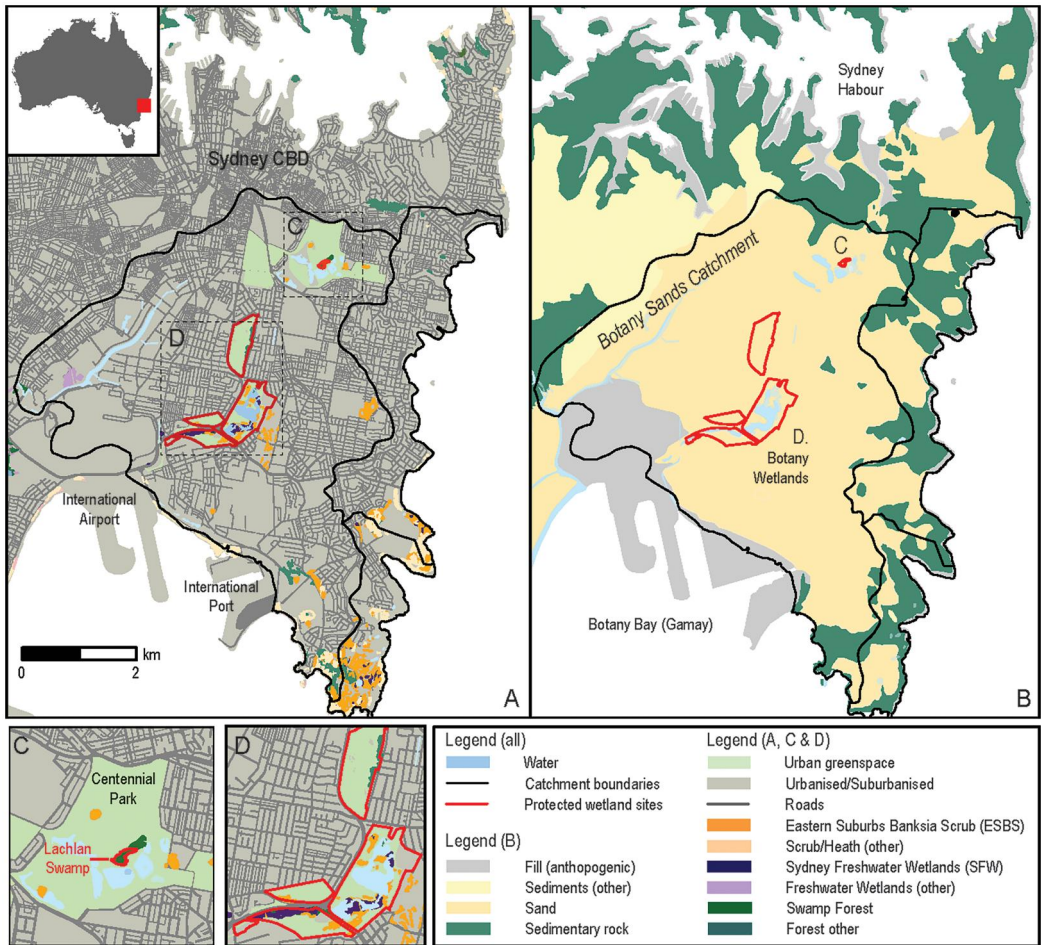 Sydney CBD
C
D
International
Airport
International
Port
0
2
km
A
Sydney
Habour
Botany Sands Catchment
C
D.
Botany
Wetlands
Botany Bay (Gamay)
B
C
Centennial
Park
Lachlan
Swamp
D
Legend (all)
Water
Catchment boundaries
Protected wetland sites
Legend (B)
Fill (anthropogenic)
Sediments (other)
Sand
Sedimentary rock
Legend (A, C & D)
Urban greenspace
Urbanised/Suburbanised
Roads
Eastern Suburbs Banksia Scrub (ESBS)
Scrub/Heath (other)
Sydney Freshwater Wetlands (SFW)
Freshwater Wetlands (other)
Swamp Forest
Forest other